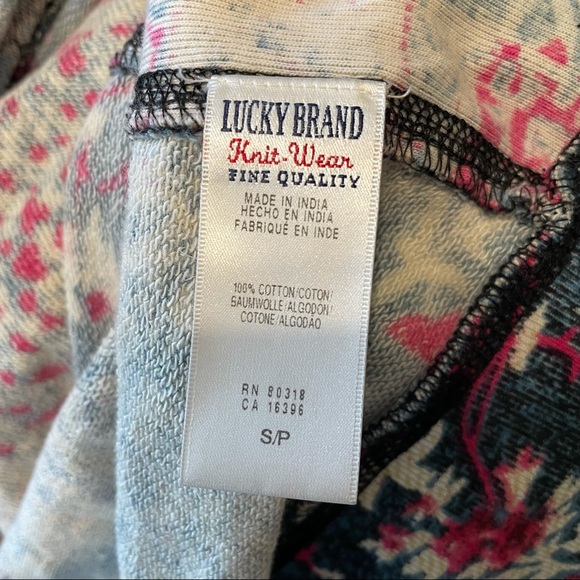 LUCKY BRAND
Knit-Wear
FINE QUALITY
MADE IN INDIA
HECHO EN INDIA
FABRIQUÉ EN INDE
100% COTTON/COTON/
BAUMWOLLE/ALGODON/
COTONE/ALGODAO
RN 80318
CA 16396
S/P